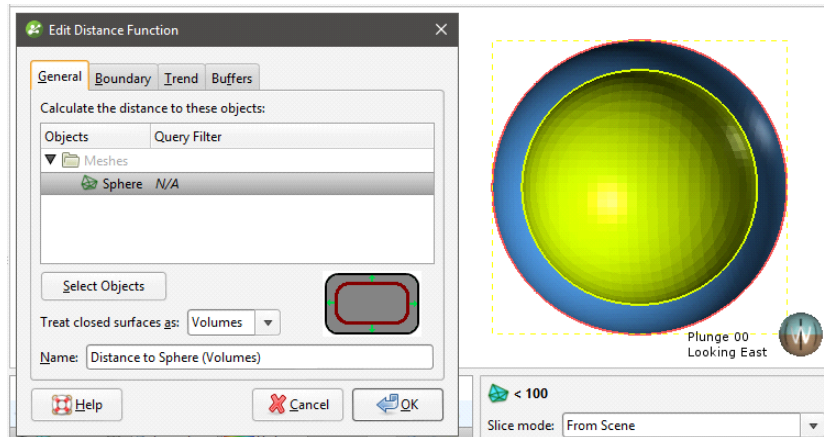 Edit Distance Function
General Boundary Trend Buffers
Calculate the distance to these objects:
Objects Query Filter
Meshes
Sphere N/A
Select Objects
Treat closed surfaces as: Volumes
Name: Distance to Sphere (Volumes)
Help Cancel OK
Plunge 00
Looking East
< 100
Slice mode: From Scene